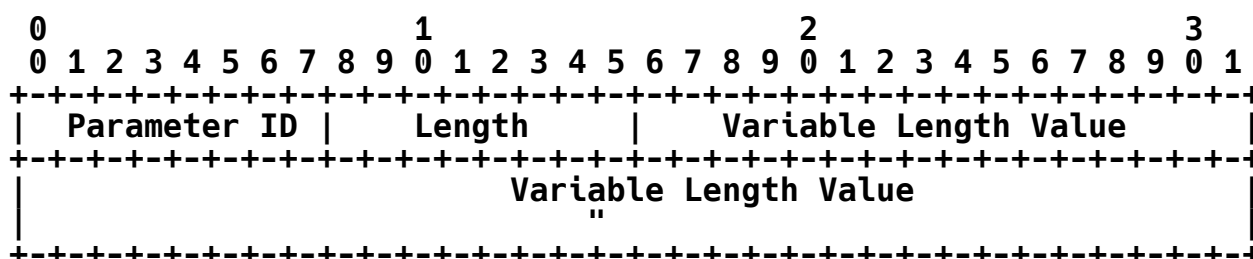 0                   1                   2                   3
 0 1 2 3 4 5 6 7 8 9 0 1 2 3 4 5 6 7 8 9 0 1 2 3 4 5 6 7 8 9 0 1
+-+-+-+-+-+-+-+-+-+-+-+-+-+-+-+-+-+-+-+-+-+-+-+-+-+-+-+-+-+-+-+-+
|  Parameter ID |    Length     |    Variable Length Value      |
+-+-+-+-+-+-+-+-+-+-+-+-+-+-+-+-+-+-+-+-+-+-+-+-+-+-+-+-+-+-+-+-+
|                         Variable Length Value                 |
|                             "                                 |
+-+-+-+-+-+-+-+-+-+-+-+-+-+-+-+-+-+-+-+-+-+-+-+-+-+-+-+-+-+-+-+-+